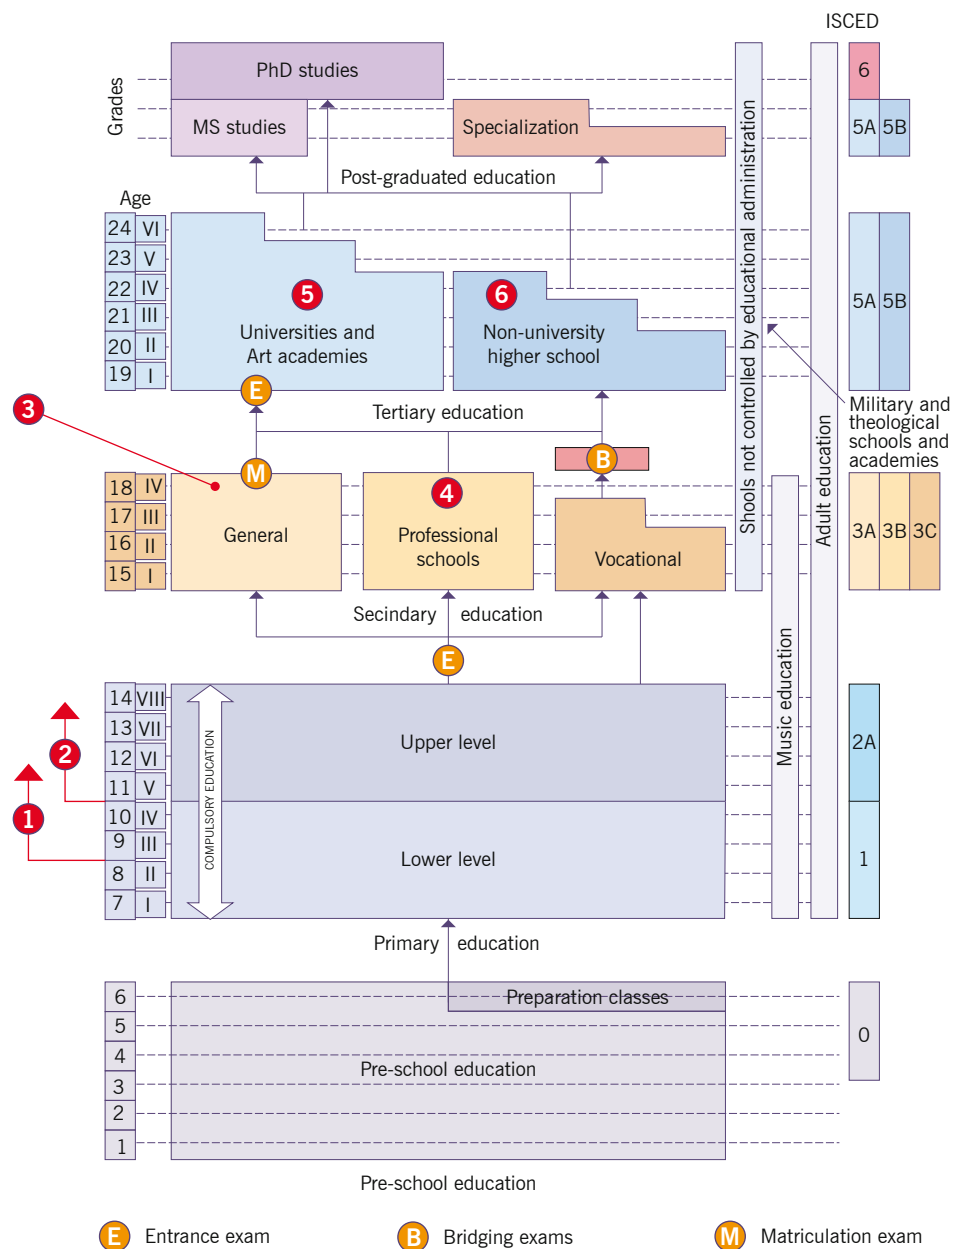 ISCED
Grades
PhD studies
6
MS studies
Specialization
5A 5B
Post-graduated education
Age
24 VI
23 V
22 IV
21 III
20 II
19 I
5
Universities and
Art academies
6
Non-university
higher school
5A 5B
E
3
Tertiary education
Shools not controlled by educational administration
Adult education
Military and
theological
schools and
academies
M
B
18 IV
17 III
16 II
15 I
General
4
Professional
schools
Vocational
3A 3B 3C
Secindary education
E
Music education
14 VIII
13 VII
12 VI
11 V
10 IV
9 III
8 II
7 I
2
1
COMPULSORY EDUCATION
Upper level
Lower level
2A
1
Primary education
6
5
4
3
2
1
Preparation classes
Pre-school education
0
Pre-school education
E Entrance exam
B Bridging exams
M Matriculation exam